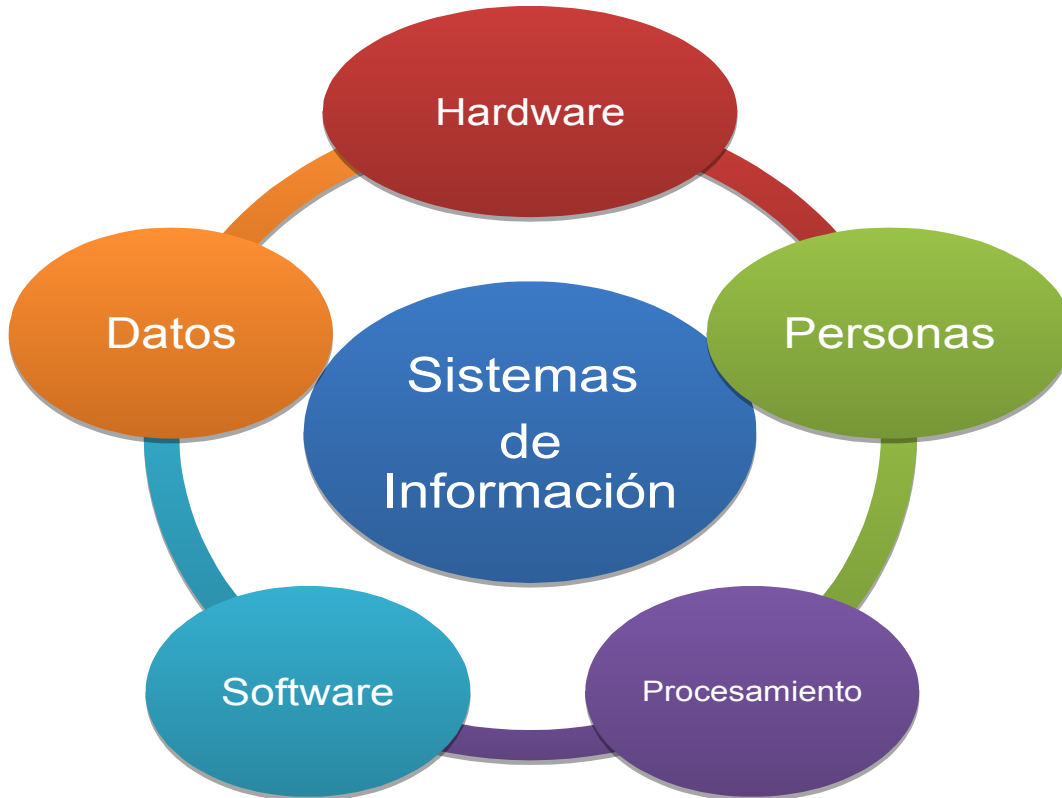 Hardware
Datos
Personas
Sistemas
de
Información
Software
Procesamiento